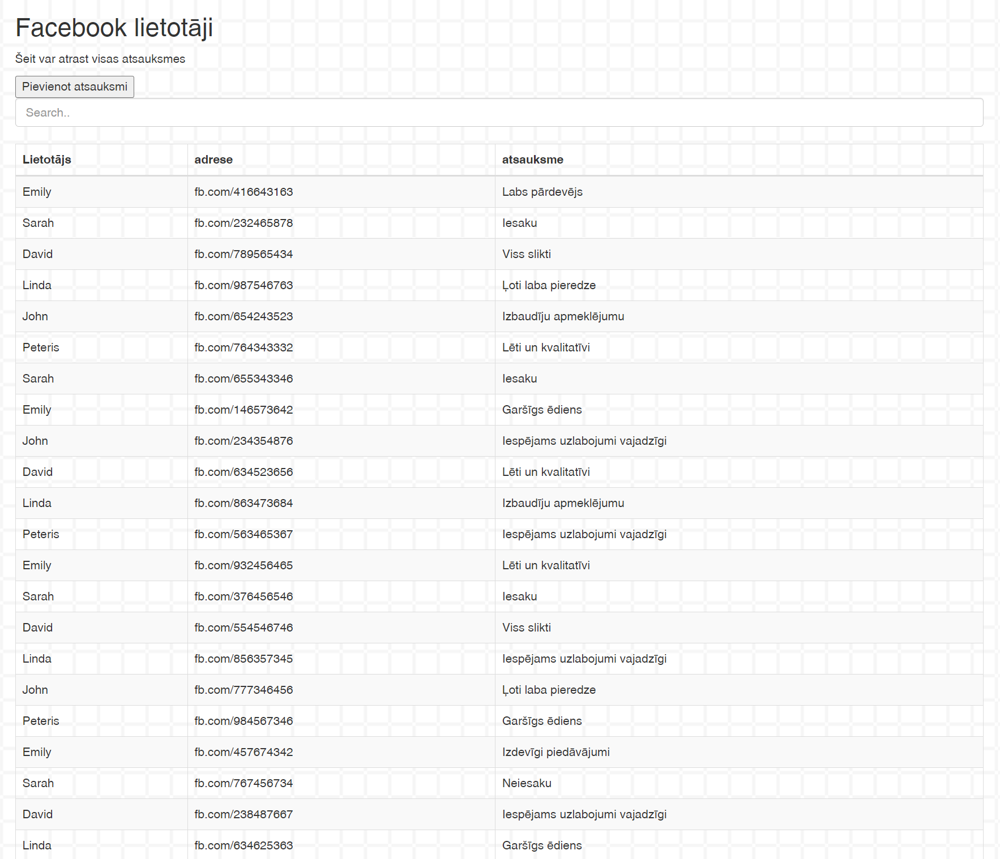 Facebook lietotāji
Šeit var atrast visas atsauksmes
Pievienot atsauksmi
Search..
Lietotājs adrese atsauksme
Emily fb.com/416643163 Labs pārdevējs
Sarah fb.com/232465878 Iesaku
David fb.com/789565434 Viss slikti
Linda fb.com/987546763 Ļoti laba pieredze
John fb.com/654243523 Izbaudīju apmeklējumu
Peteris fb.com/764343332 Lēti un kvalitatīvi
Sarah fb.com/655343346 Iesaku
Emily fb.com/146573642 Garšīgs ēdiens
John fb.com/234354876 Iespējams uzlabojumi vajadzīgi
David fb.com/634523656 Lēti un kvalitatīvi
Linda fb.com/863473684 Izbaudīju apmeklējumu
Peteris fb.com/563465367 Iespējams uzlabojumi vajadzīgi
Emily fb.com/932456465 Lēti un kvalitatīvi
Sarah fb.com/376456546 Iesaku
David fb.com/554546746 Viss slikti
Linda fb.com/856357345 Iespējams uzlabojumi vajadzīgi
John fb.com/777346456 Ļoti laba pieredze
Peteris fb.com/984567346 Garšīgs ēdiens
Emily fb.com/457674342 Izdevīgi piedāvājumi
Sarah fb.com/767456734 Neiesaku
David fb.com/238487667 Iespējams uzlabojumi vajadzīgi
Linda fb.com/634625363 Garšīgs ēdiens